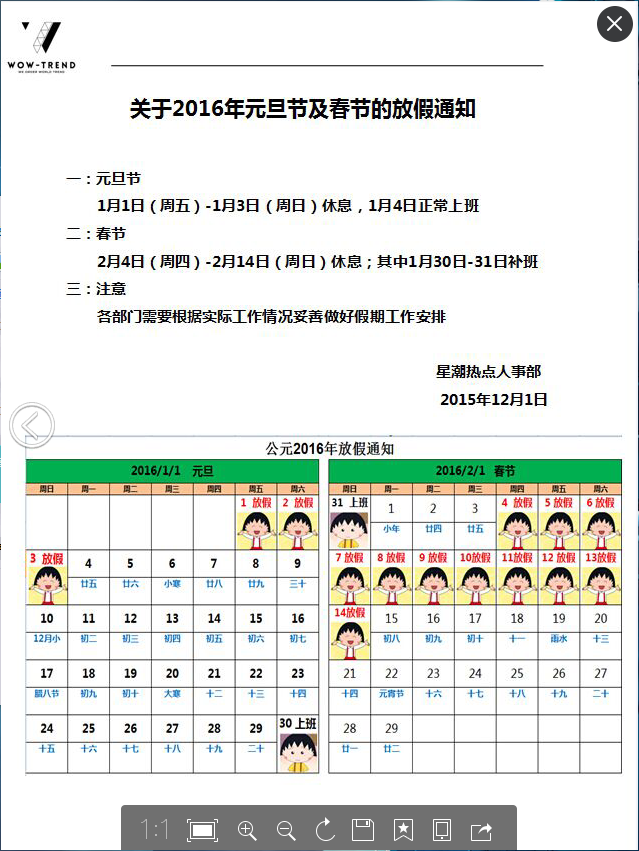 WOW-TREND
WE ORDER WORLD TREND
关于2016年元旦节及春节的放假通知
一：元旦节
1月1日（周五）-1月3日（周日）休息，1月4日正常上班
二：春节
2月4日（周四）-2月14日（周日）休息；其中1月30日-31日补班
三：注意
各部门需要根据实际工作情况妥善做好假期工作安排
星潮热点人事部
2015年12月1日
公元2016年放假通知
2016/1/1 元旦
周日 周一 周二 周三 周四 周五 周六
1 放假 2 放假
3 放假 4 5 6 7 8 9
廿五 廿六 小寒 廿八 廿九 三十
10 11 12 13 14 15 16
12月小 初二 初三 初四 初五 初六 初七
17 18 19 20 21 22 23
腊八节 初九 初十 大寒 十二 十三 十四
24 25 26 27 28 29 30 上班
十五 十六 十七 十八 十九 二十
2016/2/1 春节
周日 周一 周二 周三 周四 周五 周六
31 上班 1 2 3 4 放假 5 放假 6 放假
小年 廿四 廿五
7 放假 8 放假 9 放假 10放假 11放假 12 放假 13放假
14放假 15 16 17 18 19 20
初八 初九 初十 十一 雨水 十三
21 22 23 24 25 26 27
十四 元宵节 十六 十七 十八 十九 二十
28 29
廿一 廿二
1:1